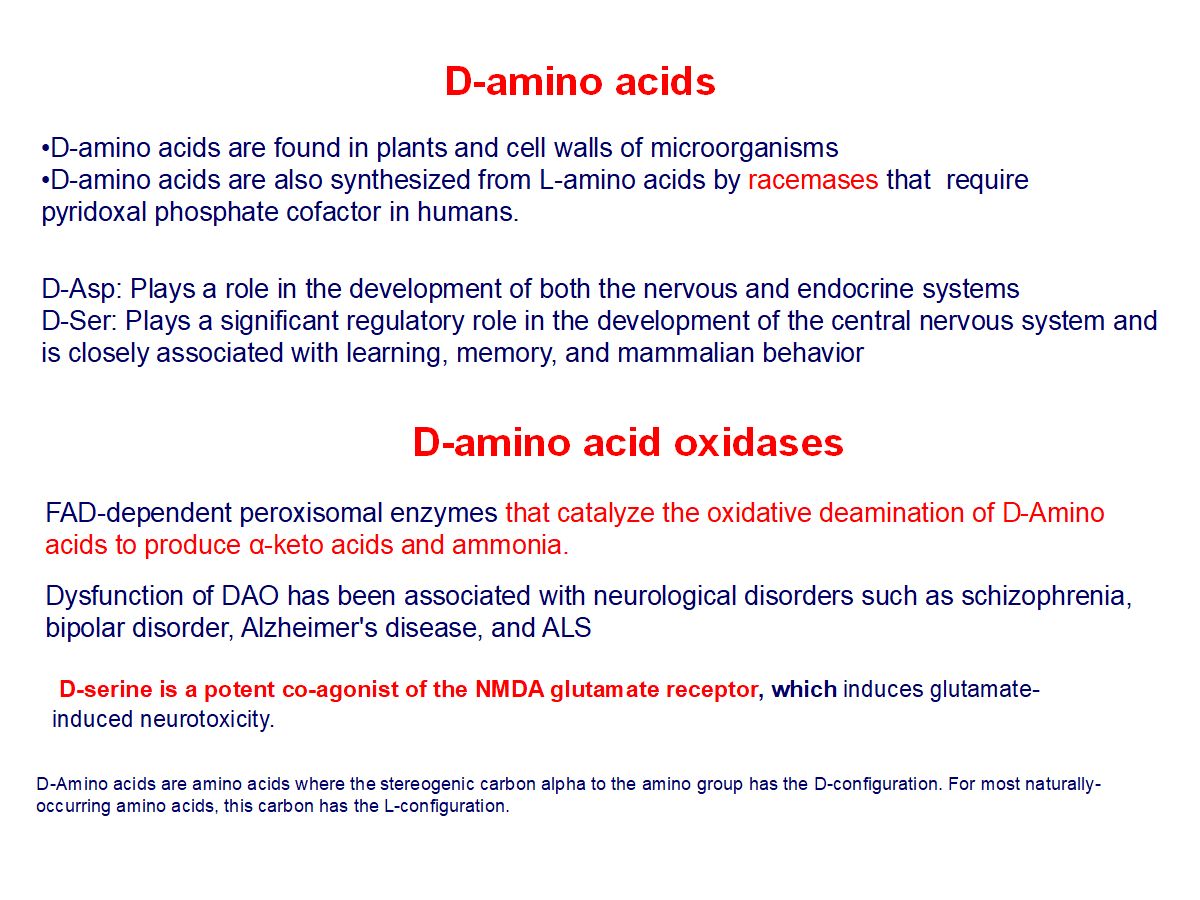 D-amino acids
•D-amino acids are found in plants and cell walls of microorganisms
•D-amino acids are also synthesized from L-amino acids by racemases that  require
pyridoxal phosphate cofactor in humans.
D-Asp: Plays a role in the development of both the nervous and endocrine systems
D-Ser: Plays a significant regulatory role in the development of the central nervous system and
is closely associated with learning, memory, and mammalian behavior
D-amino acid oxidases
FAD-dependent peroxisomal enzymes that catalyze the oxidative deamination of D-Amino
acids to produce α-keto acids and ammonia.
Dysfunction of DAO has been associated with neurological disorders such as schizophrenia,
bipolar disorder, Alzheimer's disease, and ALS
D-serine is a potent co-agonist of the NMDA glutamate receptor, which induces glutamate-
induced neurotoxicity.
D-Amino acids are amino acids where the stereogenic carbon alpha to the amino group has the D-configuration. For most naturally-
occurring amino acids, this carbon has the L-configuration.